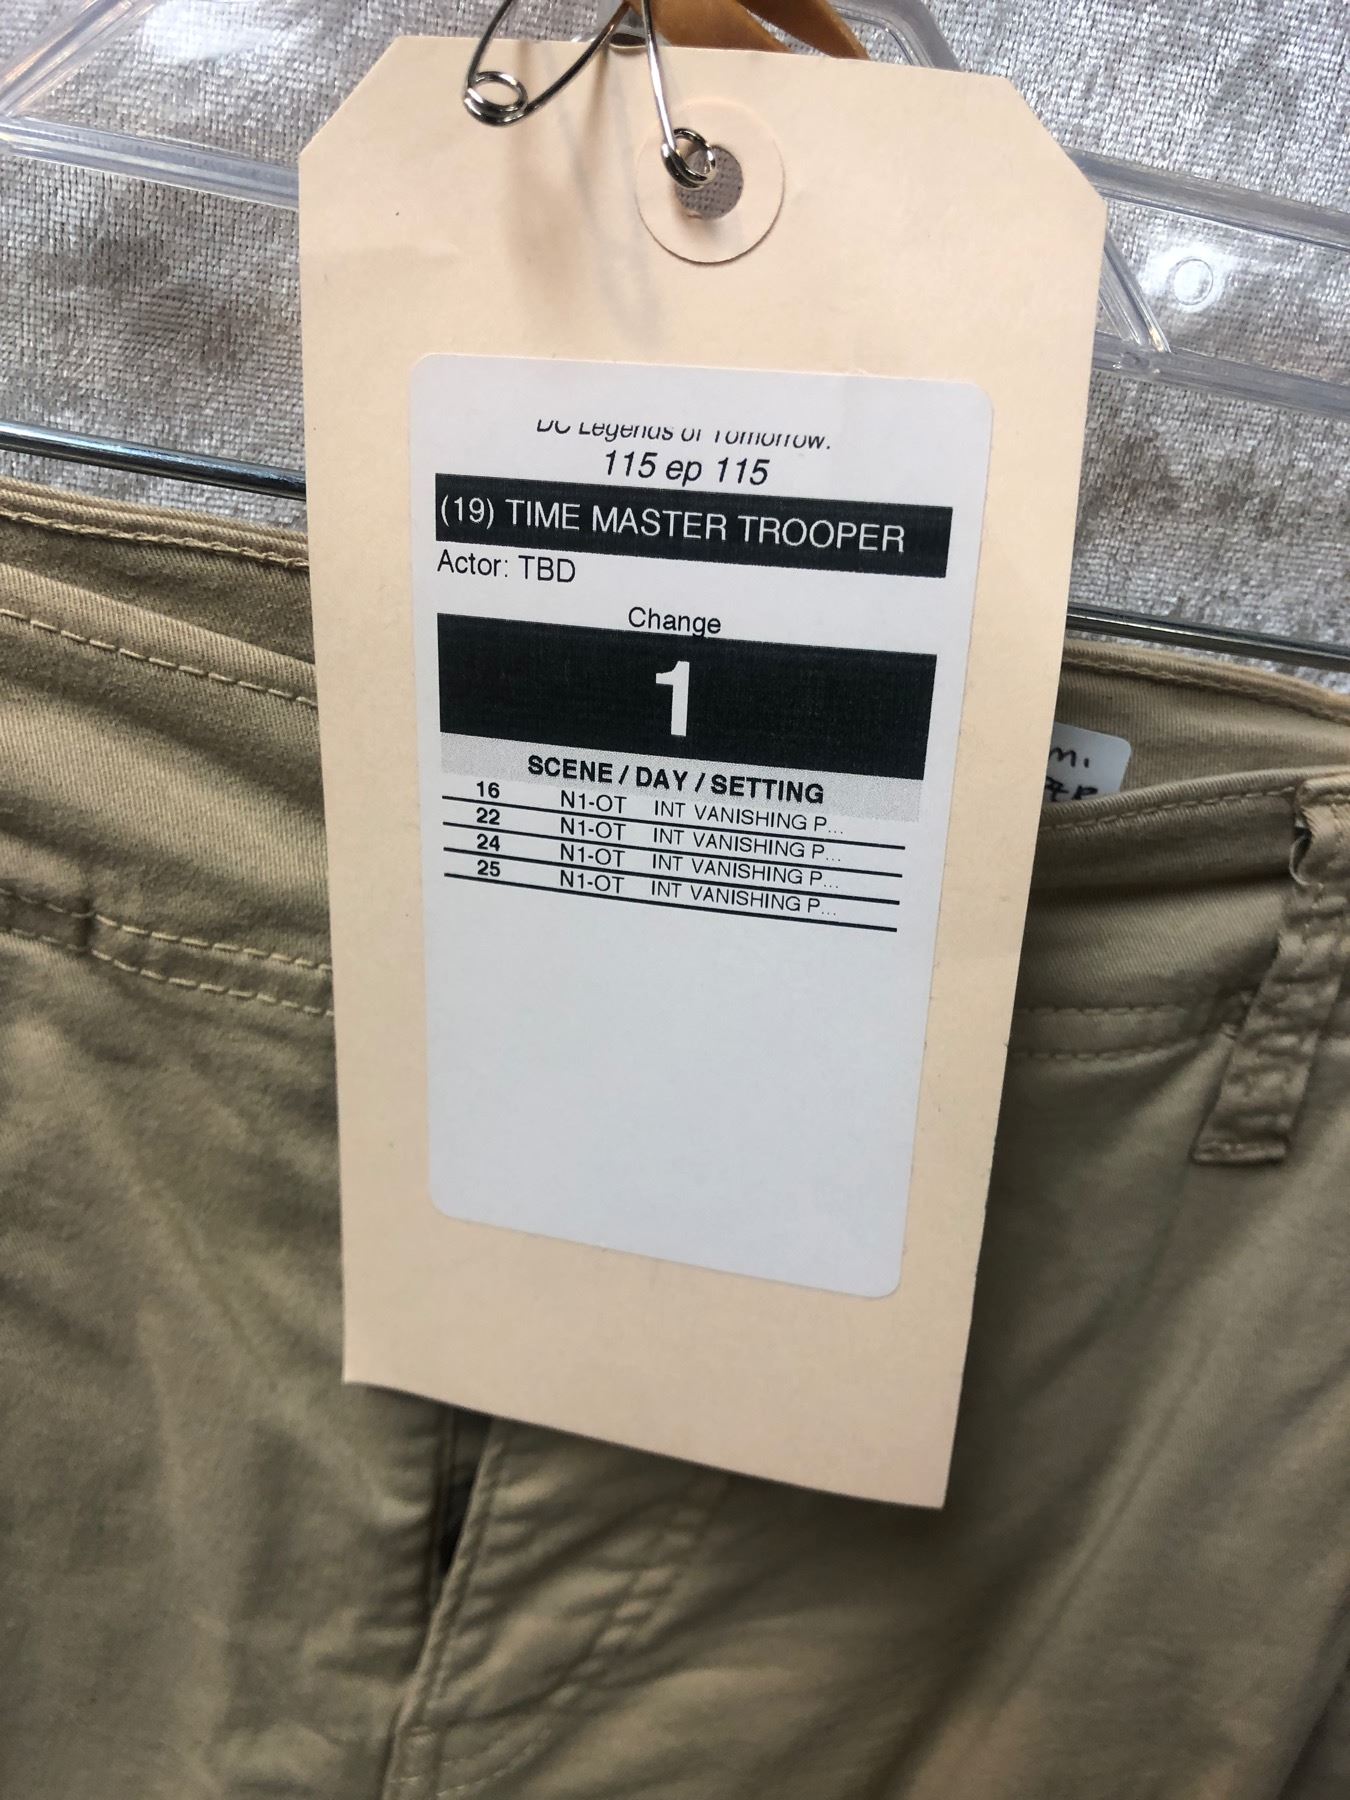 DC Legends of Tomorrow.
115 ep 115
(19) TIME MASTER TROOPER
Actor: TBD
Change
1
SCENE / DAY / SETTING
16 N1-OT INT VANISHING P...
22 N1-OT INT VANISHING P...
24 N1-OT INT VANISHING P...
25 N1-OT INT VANISHING P...
m.